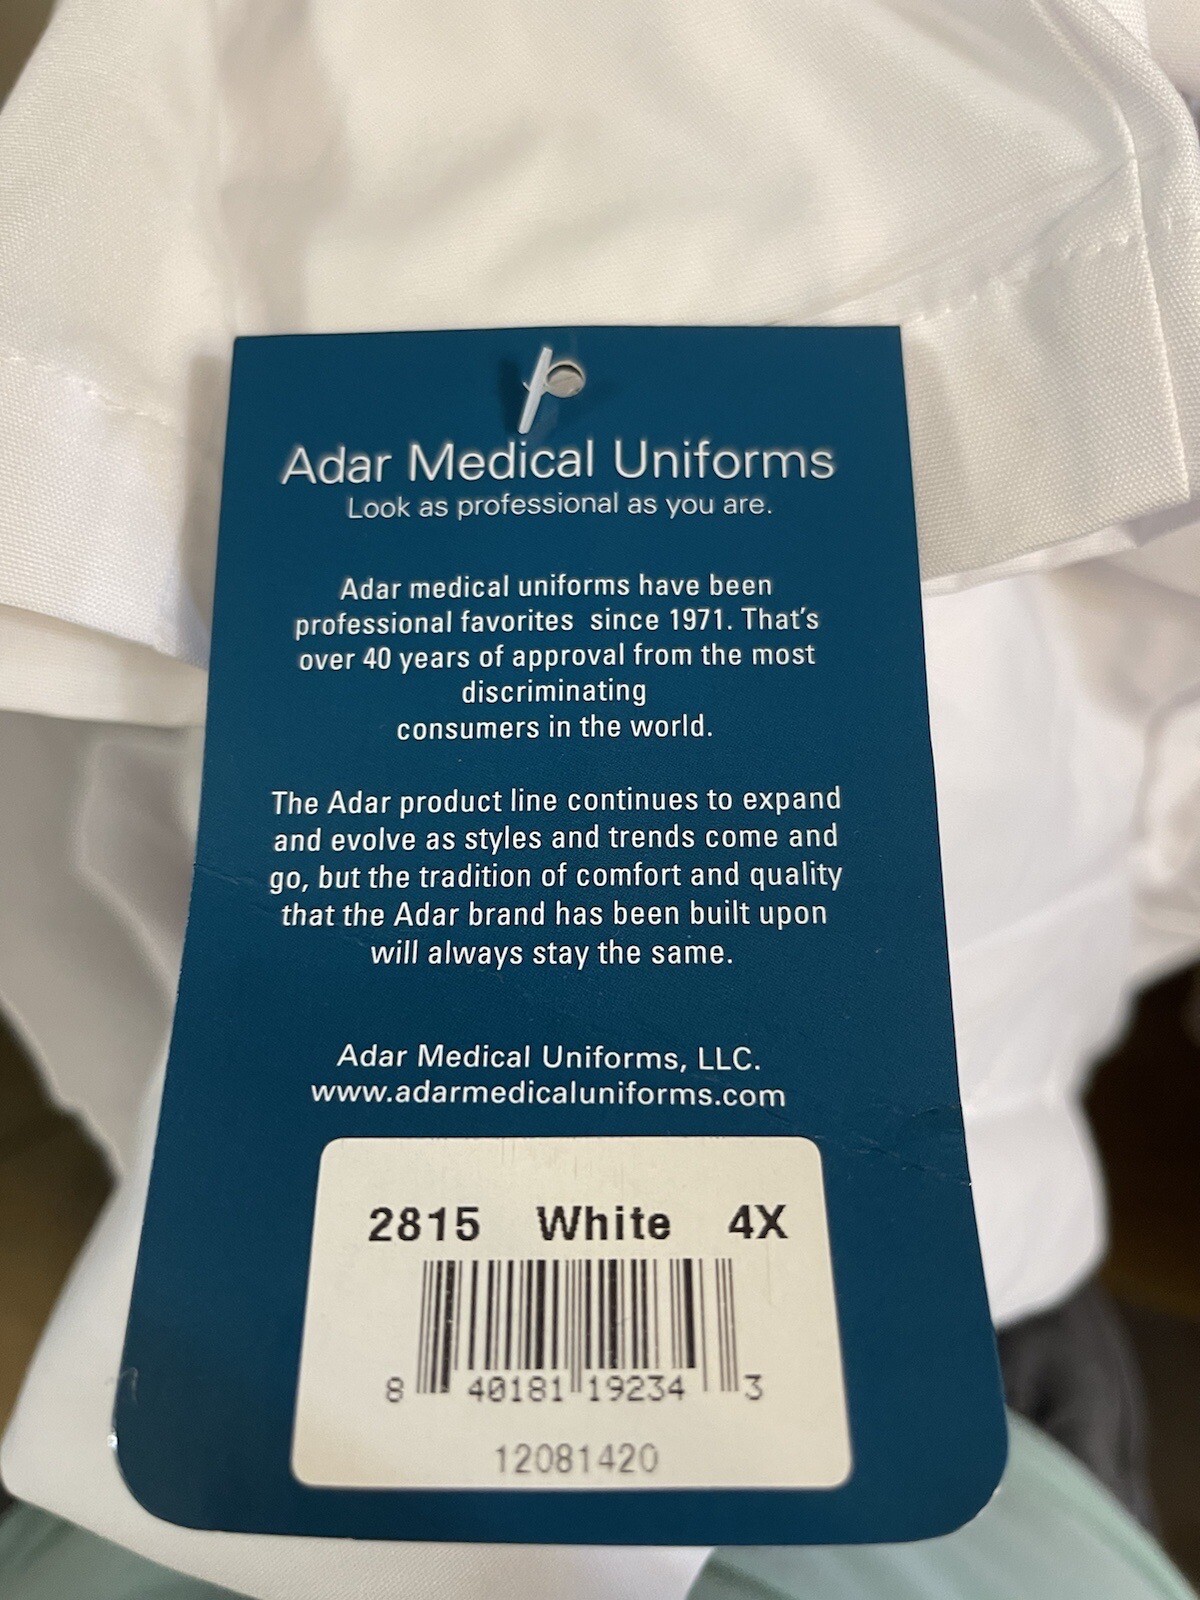 Adar Medical Uniforms
Look as professional as you are.
Adar medical uniforms have been
professional favorites since 1971. That's
over 40 years of approval from the most
discriminating
consumers in the world.
The Adar product line continues to expand
and evolve as styles and trends come and
go, but the tradition of comfort and quality
that the Adar brand has been built upon
will always stay the same.
Adar Medical Uniforms, LLC.
www.adarmedicaluniforms.com
2815 White 4X
8 40181 19234 3
12081420